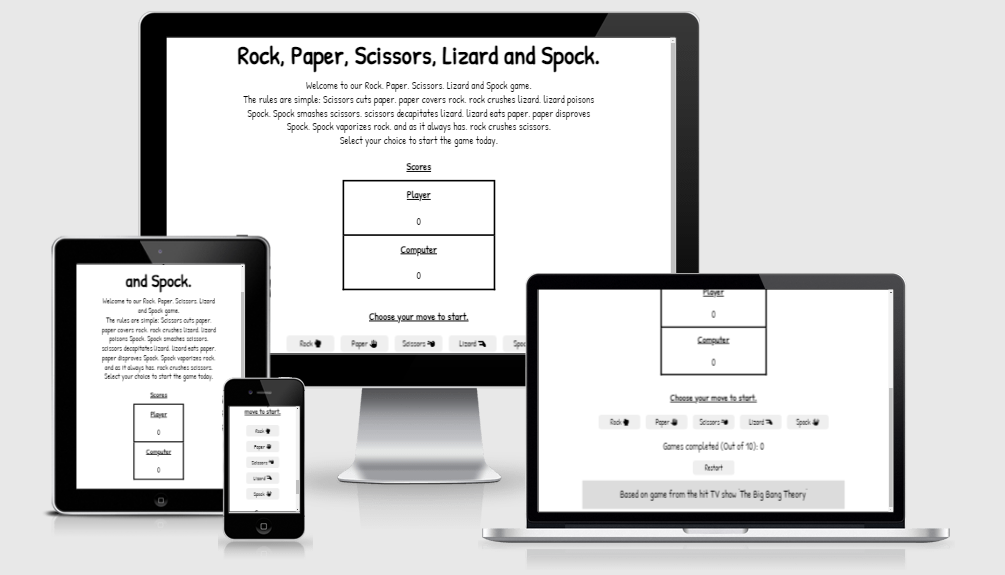 Rock, Paper, Scissors, Lizard and Spock.
Welcome to our Rock. Paper. Scissors. Lizard and Spock game.
The rules are simple: Scissors cuts paper. paper covers rock. rock crushes lizard. lizard poisons
Spock. Spock smashes scissors. scissors decapitates lizard. lizard eats paper. paper disproves
Spock. Spock vaporizes rock. and as it always has. rock crushes scissors.
Select your choice to start the game today.
Scores
Player
0
Computer
0
Choose your move to start.
Rock Paper Scissors Lizard Spoc
and Spock.
Welcome to our Rock. Paper. Scissors. Lizard
and Spock game.
The rules are simple: Scissors cuts paper.
paper covers rock. rock crushes lizard. lizard
poisons Spock. Spock smashes scissors.
scissors decapitates lizard. lizard eats paper.
paper disproves Spock. Spock vaporizes rock.
and as it always has. rock crushes scissors.
Select your choice to start the game today.
Scores
Player
0
Computer
0
move to start.
Rock
Paper
Scissors
Lizard
Spock
Player
0
Computer
0
Choose your move to start.
Rock Paper Scissors Lizard Spock
Games completed (Out of 10): 0
Restart
Based on game from the hit TV show 'The Big Bang Theory'